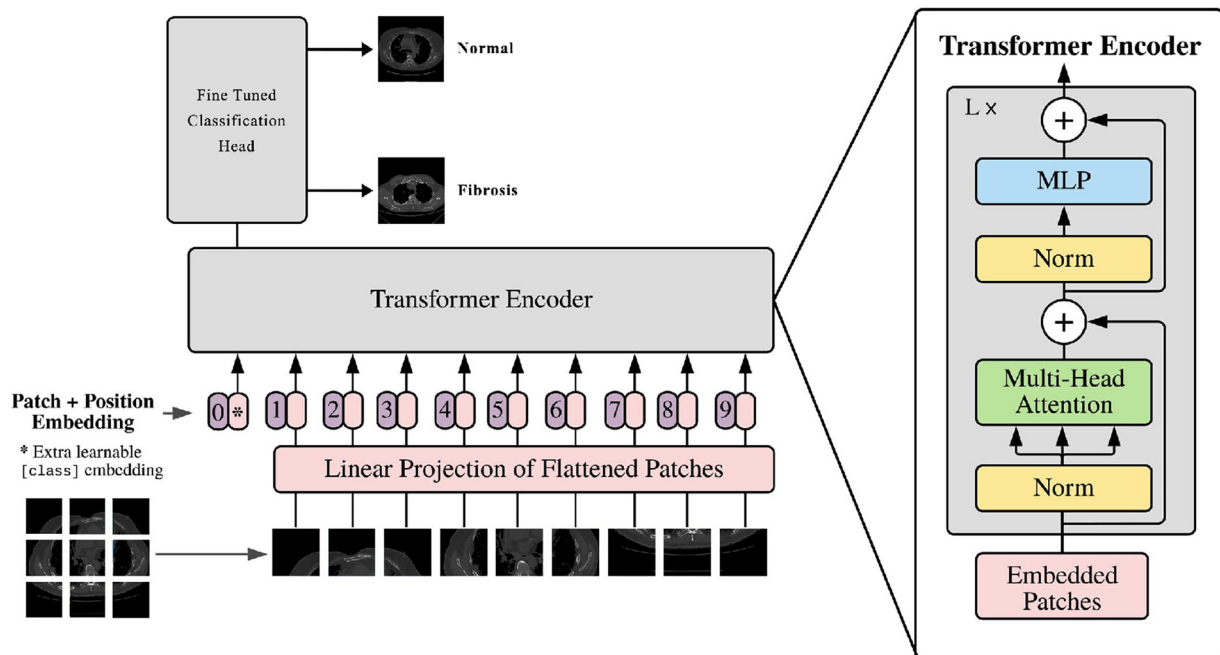 Fine Tuned
Classification
Head
Normal
Fibrosis
Transformer Encoder
Patch + Position
Embedding
* Extra learnable
[class] embedding
0 * 1 2 3 4 5 6 7 8 9
Linear Projection of Flattened Patches
Transformer Encoder
L ×
+
MLP
Norm
+
Multi-Head
Attention
Norm
Embedded
Patches